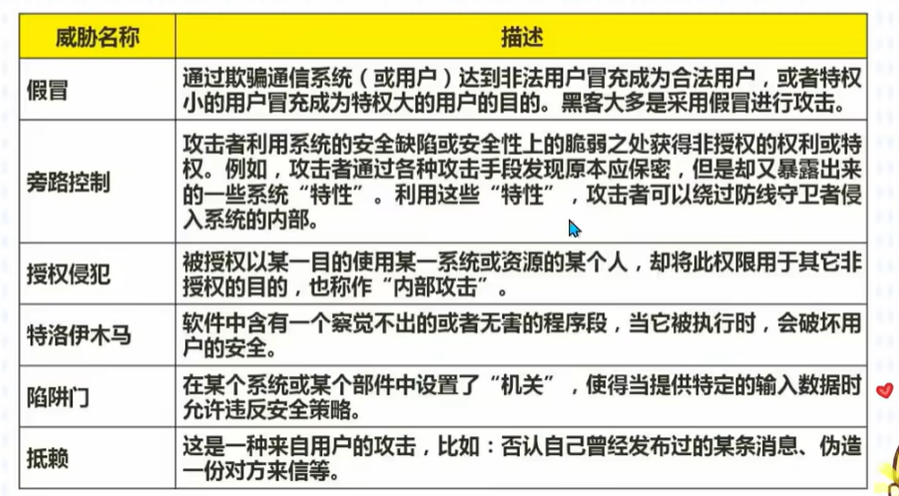 威胁名称 描述
假冒
通过欺骗通信系统（或用户）达到非法用户冒充成为合法用户，或者特权
小的用户冒充成为特权大的用户的目的。黑客大多是采用假冒进行攻击。
旁路控制
攻击者利用系统的安全缺陷或安全性上的脆弱之处获得非授权的权利或特
权。例如，攻击者通过各种攻击手段发现原本应保密，但是却又暴露出来
的一些系统“特性”。利用这些“特性”，攻击者可以绕过防线守卫者侵
入系统的内部。
授权侵犯
被授权以某一目的使用某一系统或资源的某个人，却将此权限用于其它非
授权的目的，也称作“内部攻击”。
特洛伊木马
软件中含有一个察觉不出的或者无害的程序段，当它被执行时，会破坏用
户的安全。
陷阱门
在某个系统或某个部件中设置了“机关”，使得当提供特定的输入数据时
允许违反安全策略。
抵赖
这是一种来自用户的攻击，比如：否认自己曾经发布过的某条消息、伪造
一份对方来信等。